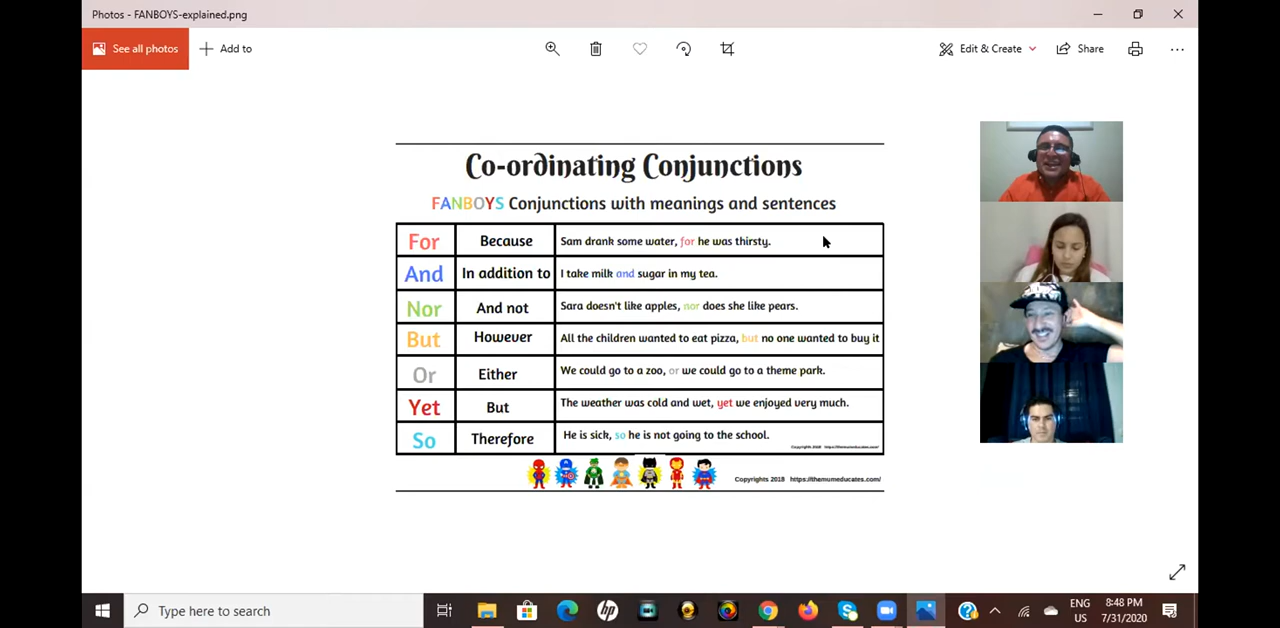 Photos - FANBOYS-explained.png
See all photos
Add to
Edit & Create
Share
Co-ordinating Conjunctions
FANBOYS Conjunctions with meanings and sentences
For Because Sam drank some water, for he was thirsty.
And In addition to I take milk and sugar in my tea.
Nor And not Sara doesn't like apples, nor does she like pears.
But However All the children wanted to eat pizza, but no one wanted to buy it
Or Either We could go to a zoo, or we could go to a theme park.
Yet But The weather was cold and wet, yet we enjoyed very much.
So Therefore He is sick, so he is not going to the school.
Copyrights 2018 https://themumeducates.com/
Copyrights 2018 https://themumeducates.com/
Type here to search
hp
ENG
US
8:48 PM
7/31/2020